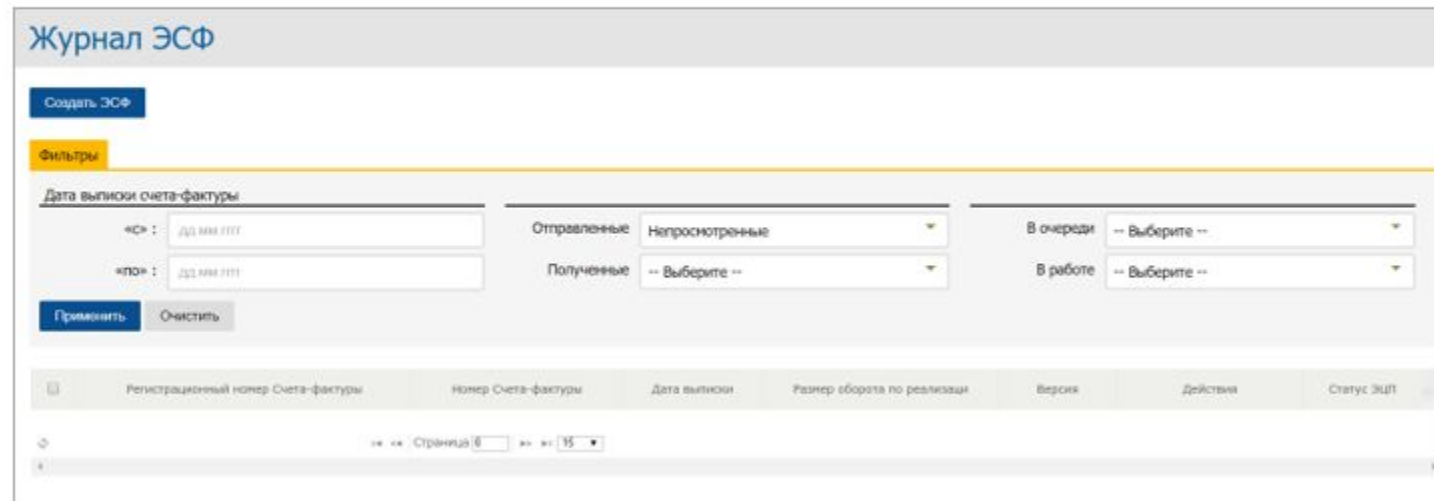 Журнал ЭСФ
Создать ЭСФ
Фильтры
Дата выписки счета-фактуры
«с» : дд.мм.гггг Отправленные Непросмотренные В очереди -- Выберите --
«по» : дд.мм.гггг Полученные -- Выберите -- В работе -- Выберите --
Применить Очистить
Регистрационный номер Счета-фактуры Номер Счета-фактуры Дата выписки Размер оборота по реализаци Версия Действия Статус ЭЦП
Страница 0 15